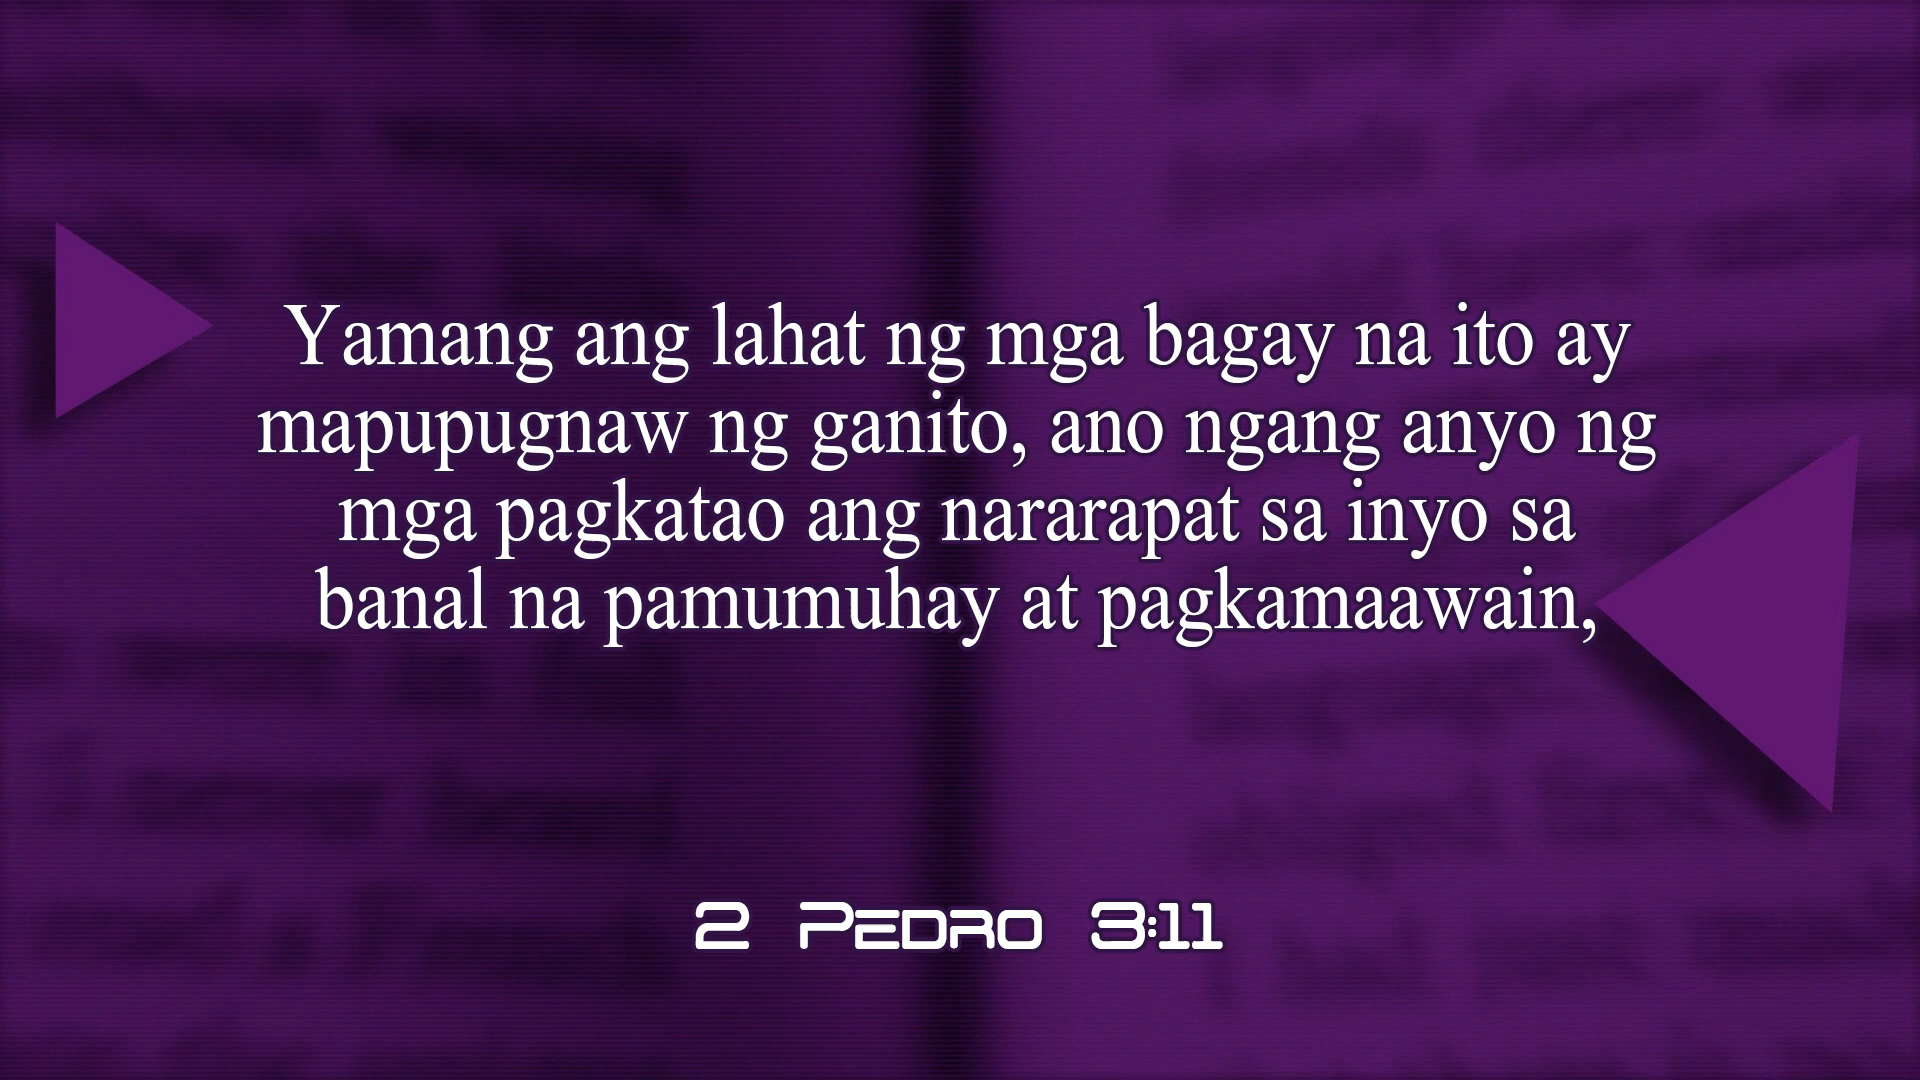 Yamang ang lahat ng mga bagay na ito ay
mapupugnaw ng ganito, ano ngang anyo ng
mga pagkatao ang nararapat sa inyo sa
banal na pamumuhay at pagkamaawain,
2 Pedro 3:11